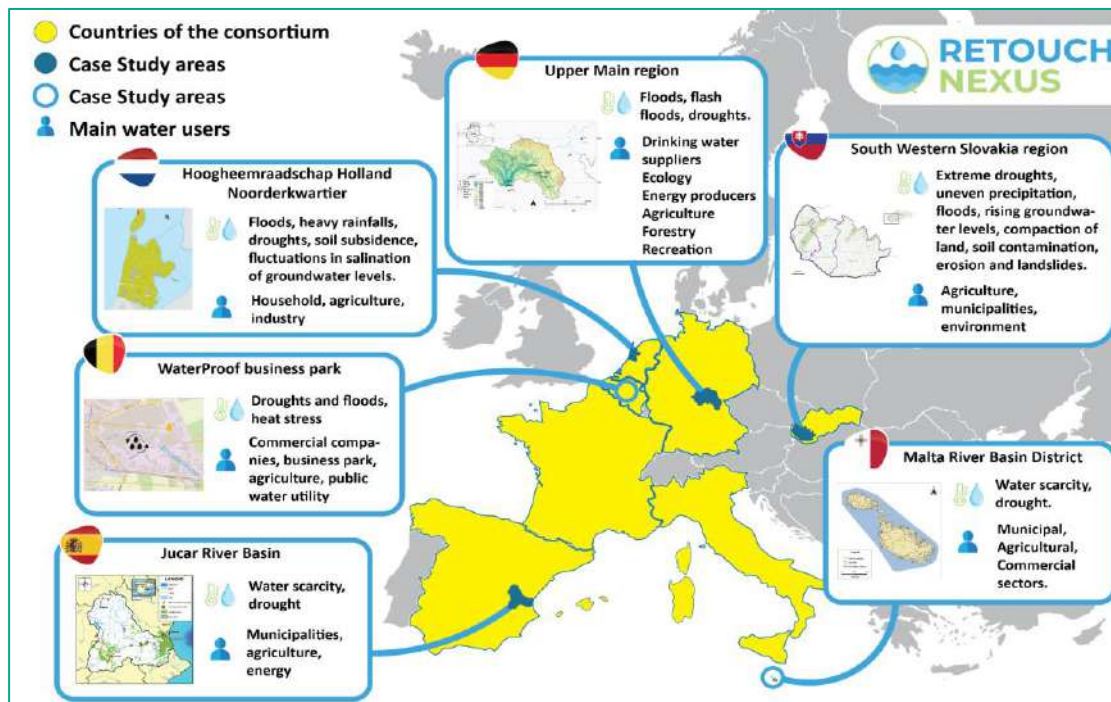 Countries of the consortium
Case Study areas
Case Study areas
Main water users
RETOUCH
NEXUS
Hoogheemraadschap Holland
Noorderkwartier
Floods, heavy rainfalls,
droughts, soil subsidence,
fluctuations in salination
of groundwater levels.
Household, agriculture,
industry
Upper Main region
Floods, flash
floods, droughts.
Drinking water
suppliers
Ecology
Energy producers
Agriculture
Forestry
Recreation
South Western Slovakia region
Extreme droughts,
uneven precipitation,
floods, rising groundwa-
ter levels, compaction of
land, soil contamination,
erosion and landslides.
Agriculture,
municipalities,
environment
WaterProof business park
Droughts and floods,
heat stress
Commercial compa-
nies, business park,
agriculture, public
water utility
Malta River Basin District
Water scarcity,
drought.
Municipal,
Agricultural,
Commercial
sectors.
Jucar River Basin
Water scarcity,
drought
Municipalities,
agriculture,
energy